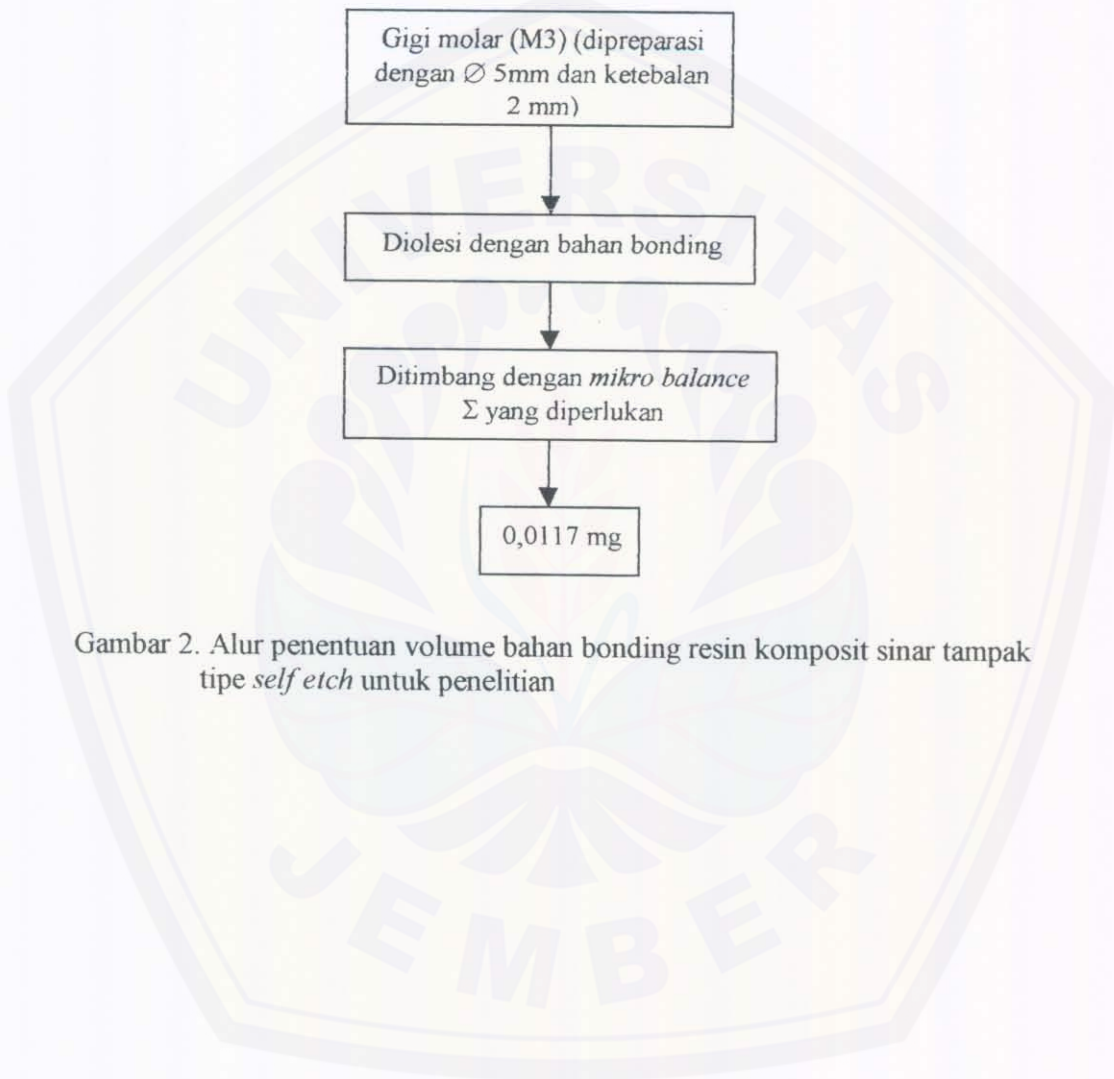 Gigi molar (M3) (dipreparasi
dengan ∅ 5mm dan ketebalan
2 mm)
Diolesi dengan bahan bonding
Ditimbang dengan mikro balance
Σ yang diperlukan
0,0117 mg
Gambar 2. Alur penentuan volume bahan bonding resin komposit sinar tampak
tipe self etch untuk penelitian
UNIVERSITAS
JEMBER